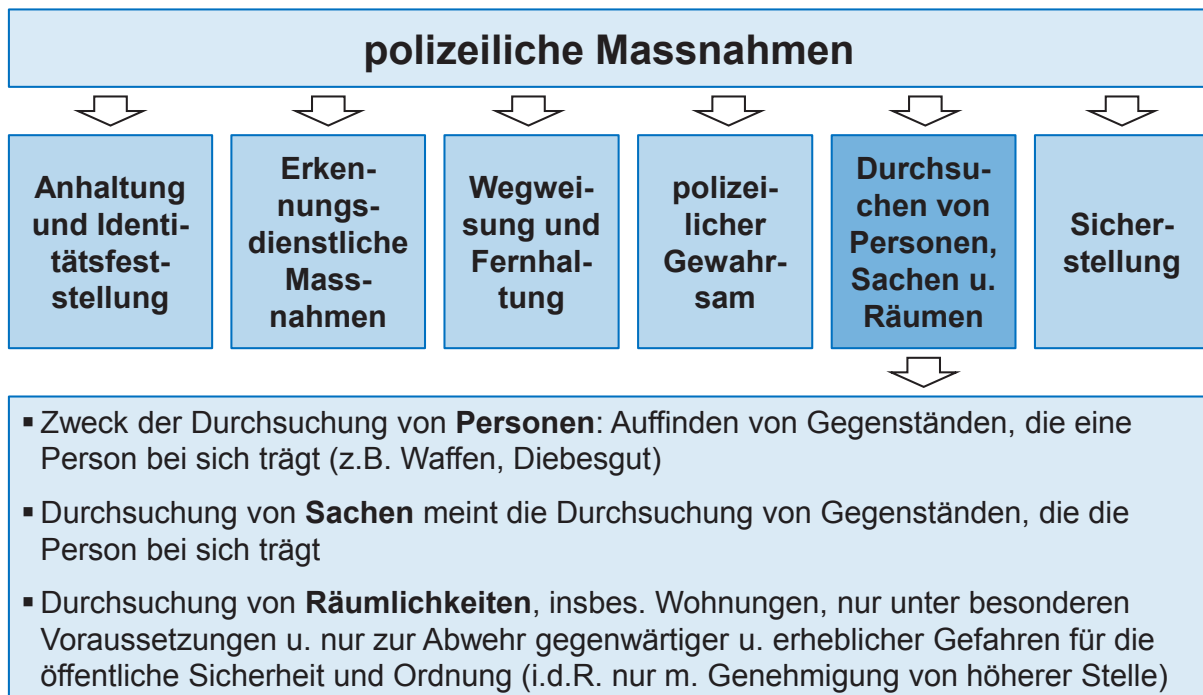 polizeiliche Massnahmen
Anhaltung
und Identi-
tätsfest-
stellung
Erken-
nungs-
dienstliche
Mass-
nahmen
Wegwei-
sung und
Fernhal-
tung
polizei-
licher
Gewahr-
sam
Durchsu-
chen von
Personen,
Sachen u.
Räumen
Sicher-
stellung
▪ Zweck der Durchsuchung von Personen: Auffinden von Gegenständen, die eine
Person bei sich trägt (z.B. Waffen, Diebesgut)
▪ Durchsuchung von Sachen meint die Durchsuchung von Gegenständen, die die
Person bei sich trägt
▪ Durchsuchung von Räumlichkeiten, insbes. Wohnungen, nur unter besonderen
Voraussetzungen u. nur zur Abwehr gegenwärtiger u. erheblicher Gefahren für die
öffentliche Sicherheit und Ordnung (i.d.R. nur m. Genehmigung von höherer Stelle)